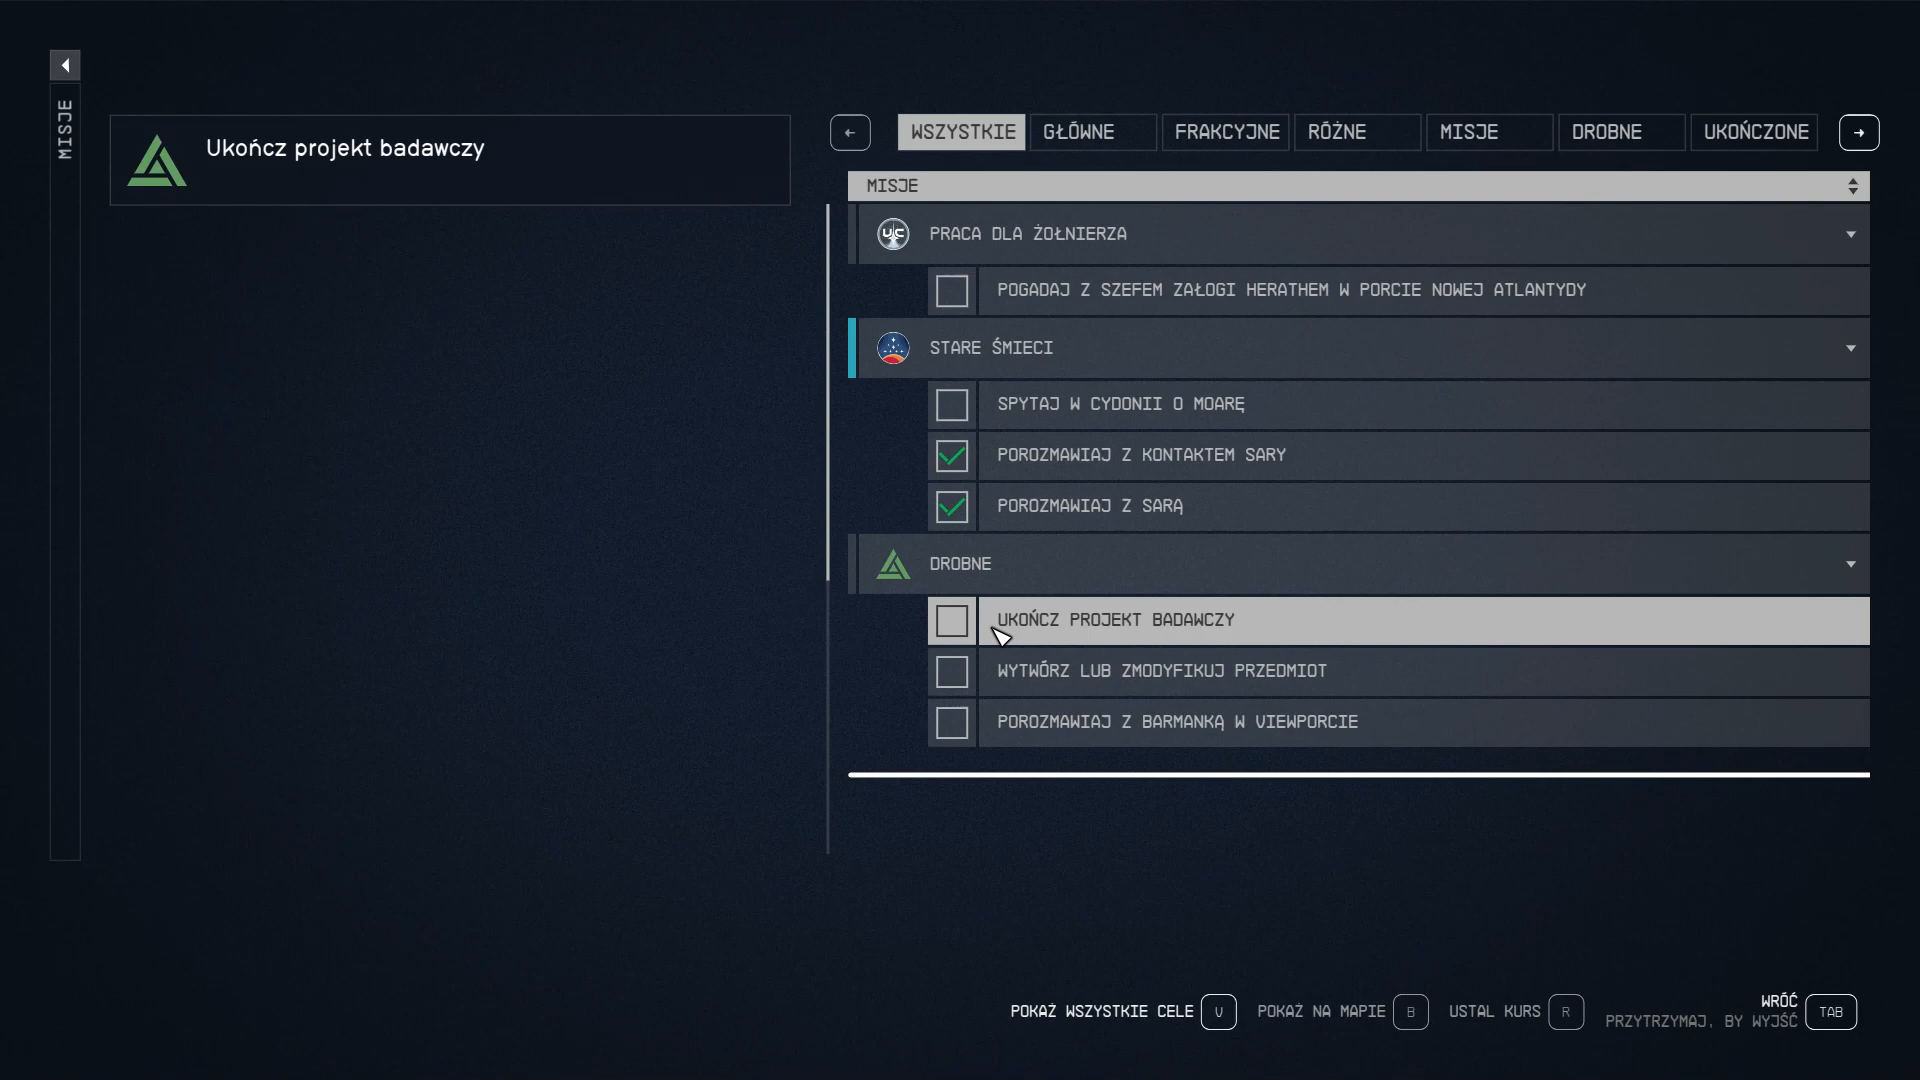 MISJE
Ukończ projekt badawczy
←
WSZYSTKIE
GŁÓWNE
FRAKCYJNE
RÓŻNE
MISJE
DROBNE
UKOŃCZONE
→
MISJE
UC
PRACA DLA ŻOŁNIERZA
POGADAJ Z SZEFEM ZAŁOGI HERATHEM W PORCIE NOWEJ ATLANTYDY
STARE ŚMIECI
SPYTAJ W CYDONII O MOARĘ
POROZMAWIAJ Z KONTAKTEM SARY
POROZMAWIAJ Z SARĄ
DROBNE
UKOŃCZ PROJEKT BADAWCZY
WYTWÓRZ LUB ZMODYFIKUJ PRZEDMIOT
POROZMAWIAJ Z BARMANKĄ W VIEWPORCIE
POKAŻ WSZYSTKIE CELE V
POKAŻ NA MAPIE B
USTAL KURS R
WRÓĆ
PRZYTRZYMAJ, BY WYJŚĆ
TAB